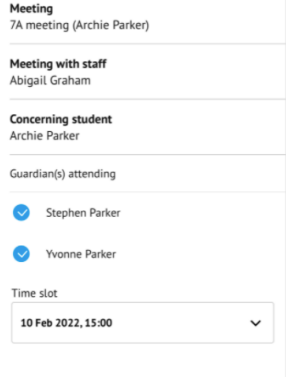 Meeting
7A meeting (Archie Parker)
Meeting with staff
Abigail Graham
Concerning student
Archie Parker
Guardian(s) attending
Stephen Parker
Yvonne Parker
Time slot
10 Feb 2022, 15:00